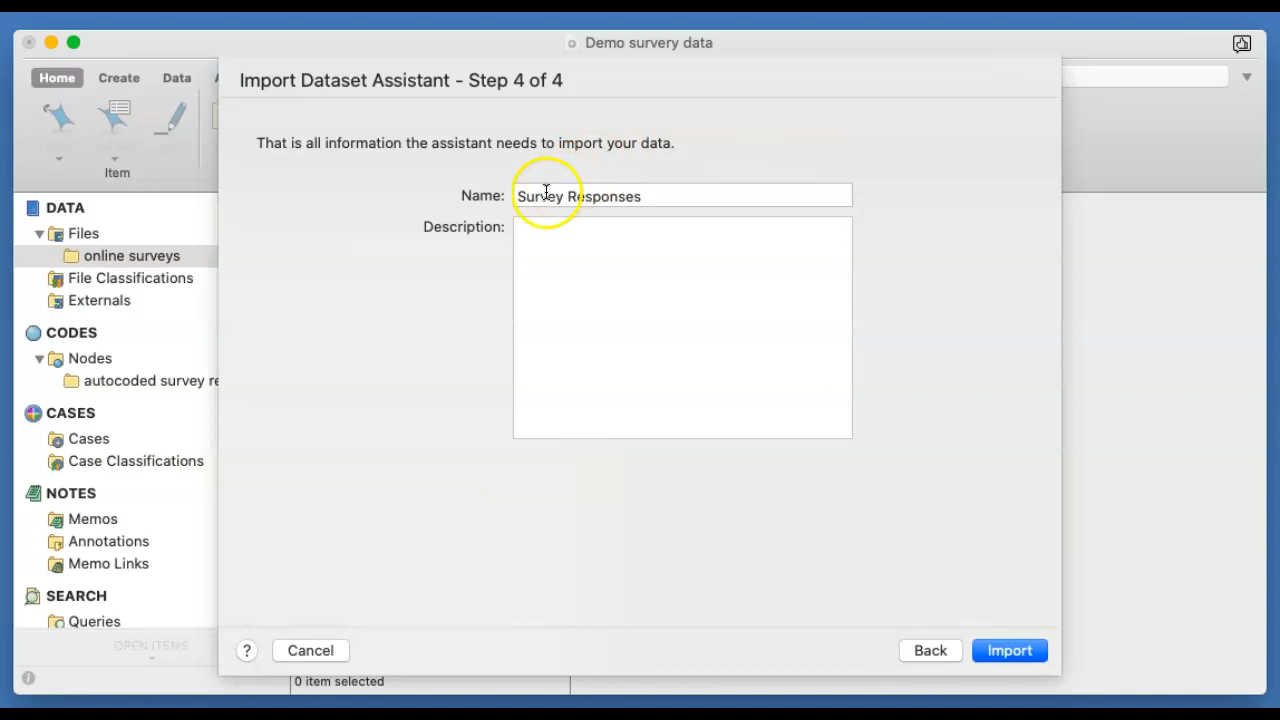 Demo survery data
Home Create Data
Item
Import Dataset Assistant - Step 4 of 4
That is all information the assistant needs to import your data.
Name: Survey Responses
Description:
DATA
Files
online surveys
File Classifications
Externals
CODES
Nodes
autocoded survey
CASES
Cases
Case Classifications
NOTES
Memos
Annotations
Memo Links
SEARCH
Queries
OPEN ITEMS
? Cancel Back Import
0 item selected